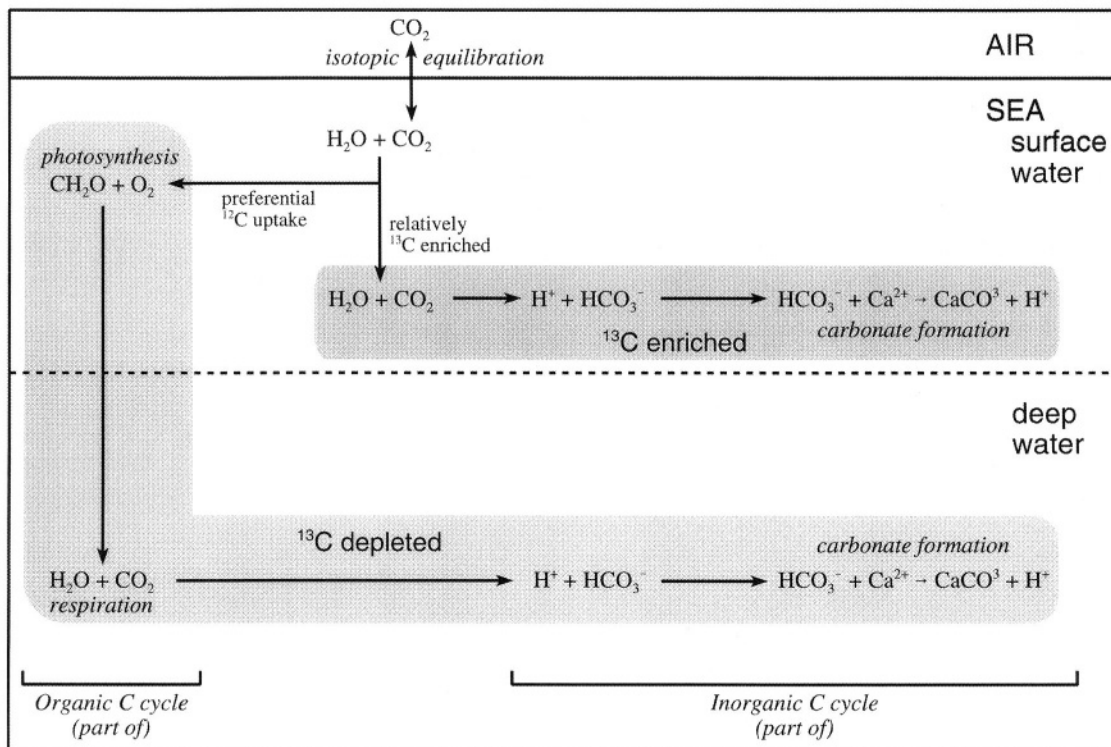 CO₂
isotopic equilibration
AIR
SEA
surface
water
H₂O + CO₂
photosynthesis
CH₂O + O₂
preferential
¹²C uptake
relatively
¹³C enriched
H₂O + CO₂
H⁺ + HCO₃⁻
HCO₃⁻ + Ca²⁺ → CaCO³ + H⁺
carbonate formation
¹³C enriched
deep
water
¹³C depleted
carbonate formation
H₂O + CO₂
respiration
H⁺ + HCO₃⁻
HCO₃⁻ + Ca²⁺ → CaCO³ + H⁺
Organic C cycle
(part of)
Inorganic C cycle
(part of)